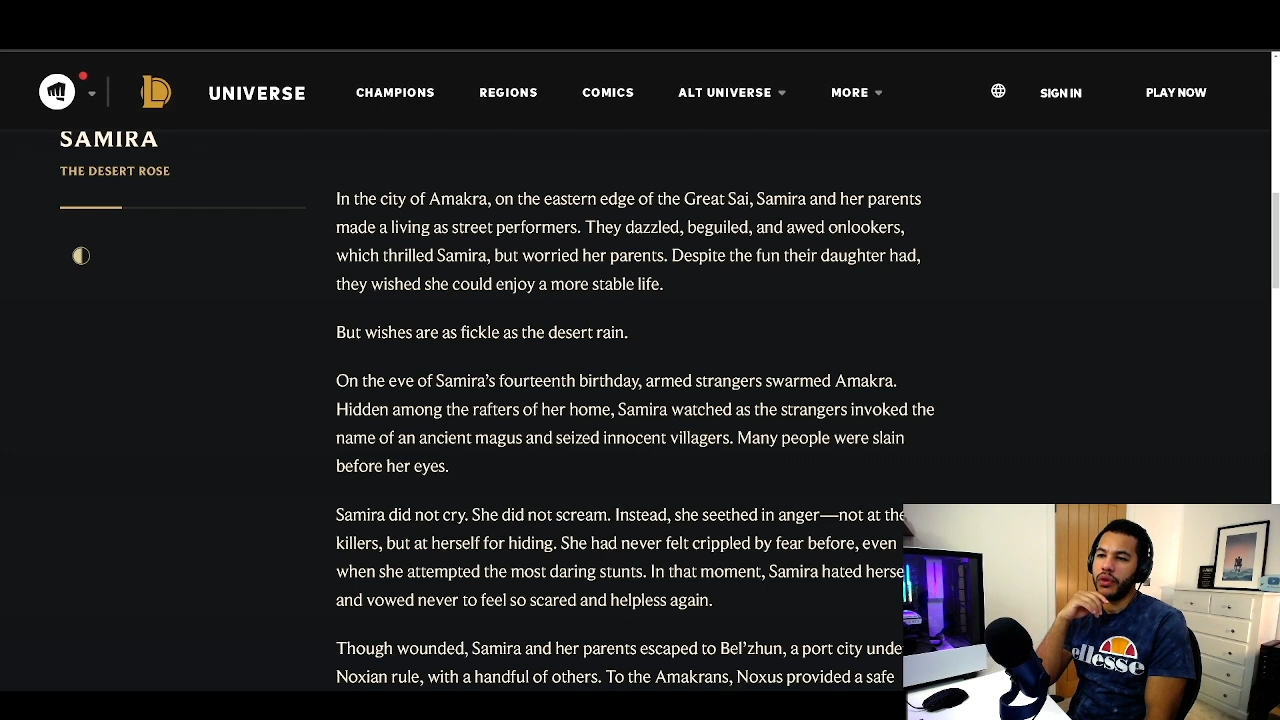 UNIVERSE
CHAMPIONS
REGIONS
COMICS
ALT UNIVERSE
MORE
SIGN IN
PLAY NOW
SAMIRA
THE DESERT ROSE
In the city of Amakra, on the eastern edge of the Great Sai, Samira and her parents
made a living as street performers. They dazzled, beguiled, and awed onlookers,
which thrilled Samira, but worried her parents. Despite the fun their daughter had,
they wished she could enjoy a more stable life.
But wishes are as fickle as the desert rain.
On the eve of Samira’s fourteenth birthday, armed strangers swarmed Amakra.
Hidden among the rafters of her home, Samira watched as the strangers invoked the
name of an ancient magus and seized innocent villagers. Many people were slain
before her eyes.
Samira did not cry. She did not scream. Instead, she seethed in anger—not at the
killers, but at herself for hiding. She had never felt crippled by fear before, even
when she attempted the most daring stunts. In that moment, Samira hated herse
and vowed never to feel so scared and helpless again.
Though wounded, Samira and her parents escaped to Bel’zhun, a port city unde
Noxian rule, with a handful of others. To the Amakrans, Noxus provided a safe
ellesse